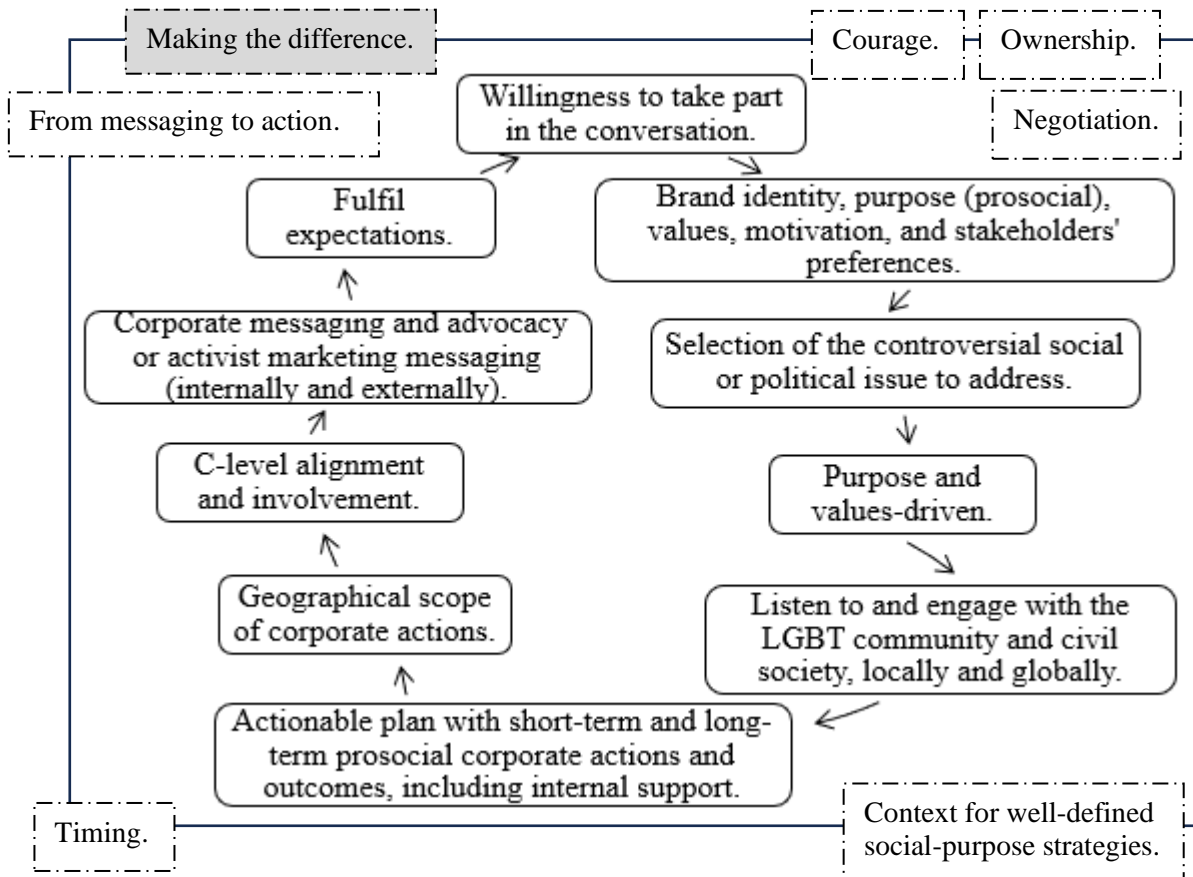 Making the difference.
Courage.
Ownership.
From messaging to action.
Negotiation.
Willingness to take part
in the conversation.
Brand identity, purpose (prosocial),
values, motivation, and stakeholders'
preferences.
Selection of the controversial social
or political issue to address.
Purpose and
values-driven.
Listen to and engage with the
LGBT community and civil
society, locally and globally.
Actionable plan with short-term and long-
term prosocial corporate actions and
outcomes, including internal support.
Geographical scope
of corporate actions.
C-level alignment
and involvement.
Corporate messaging and advocacy
or activist marketing messaging
(internally and externally).
Fulfil
expectations.
Timing.
Context for well-defined
social-purpose strategies.